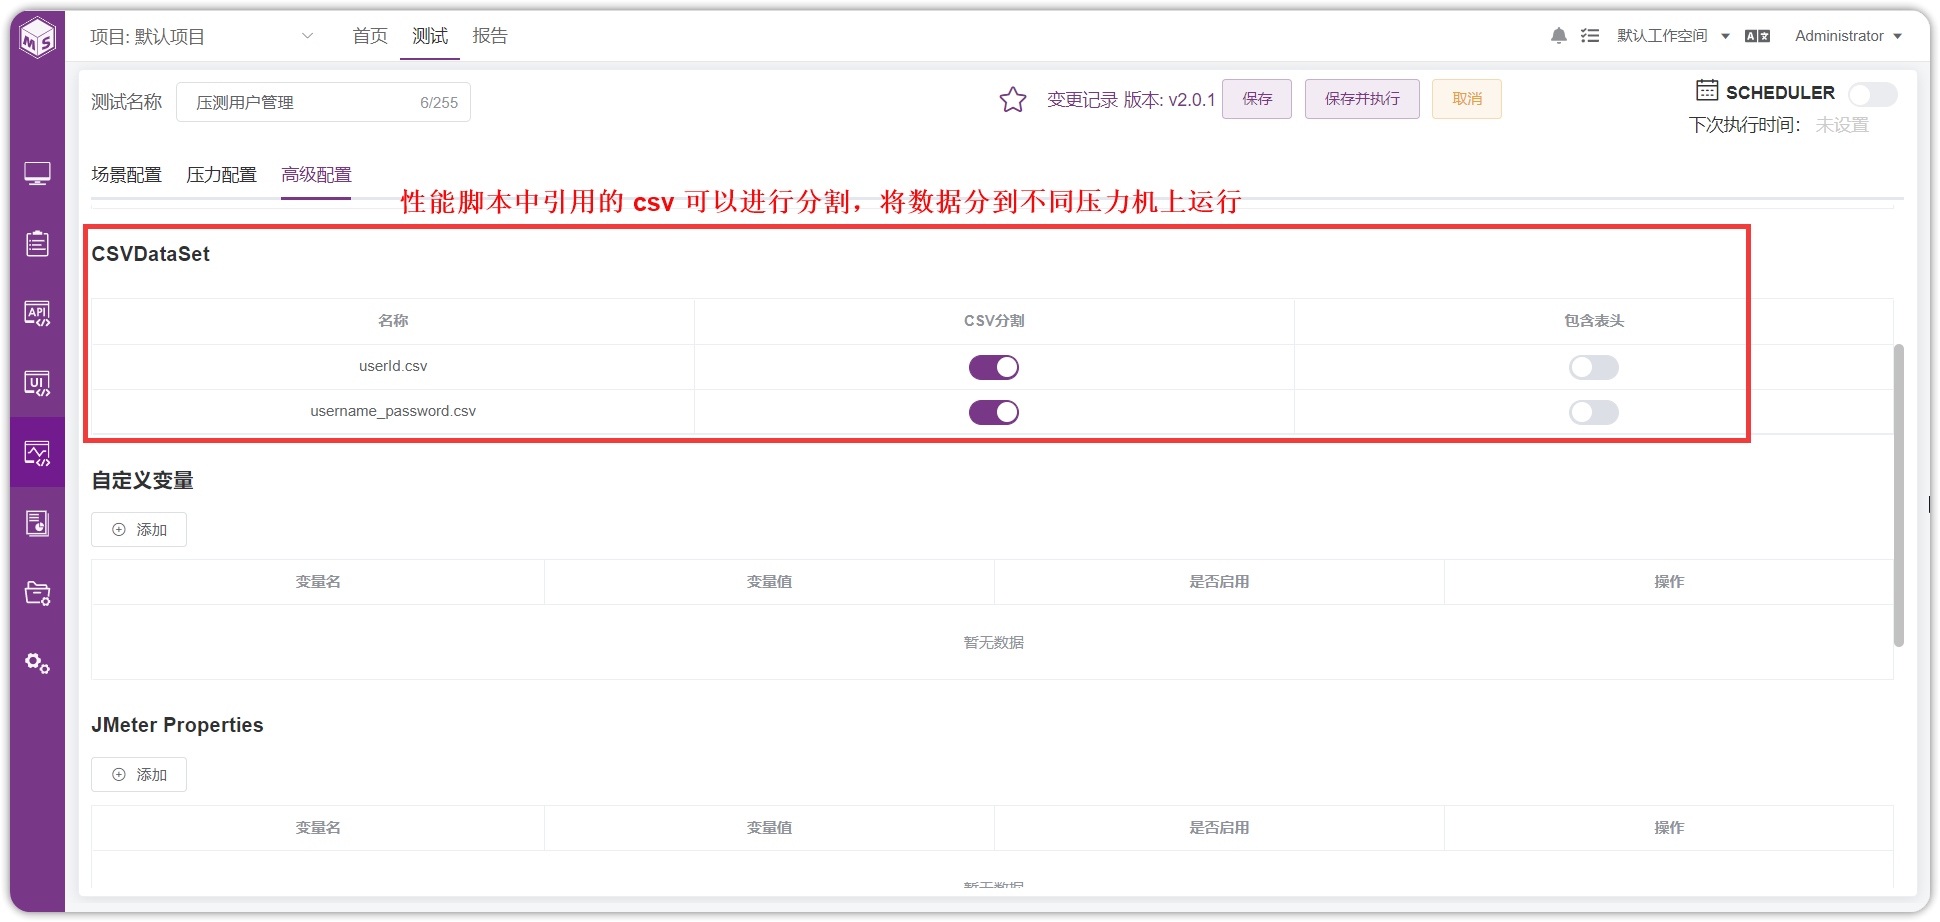 项目: 默认项目 首页 测试 报告 默认工作空间 Administrator
测试名称 压测用户管理 6/255 变更记录 版本: v2.0.1 保存 保存并执行 取消 SCHEDULER
下次执行时间： 未设置
场景配置 压力配置 高级配置
性能脚本中引用的 csv 可以进行分割，将数据分到不同压力机上运行
CSVDataSet
名称 CSV分割 包含表头
userId.csv
username_password.csv
自定义变量
添加
变量名 变量值 是否启用 操作
暂无数据
JMeter Properties
添加
变量名 变量值 是否启用 操作
暂无数据
MS
API
UI